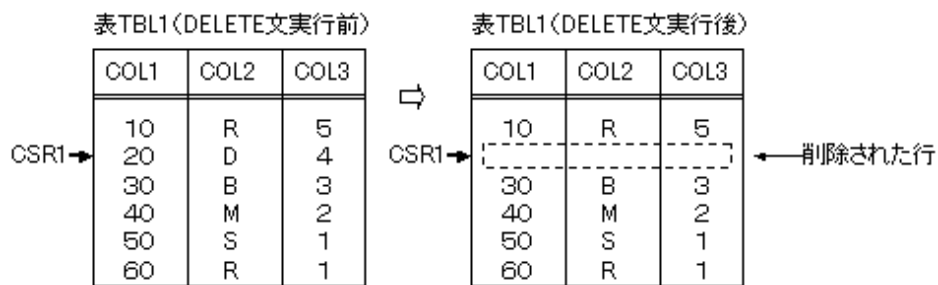 表TBL1(DELETE文実行前) 表TBL1(DELETE文実行後)
COL1 COL2 COL3 ⇨ COL1 COL2 COL3
10 R 5 10 R 5
CSR1 20 D 4 CSR1 削除された行
30 B 3 30 B 3
40 M 2 40 M 2
50 S 1 50 S 1
60 R 1 60 R 1